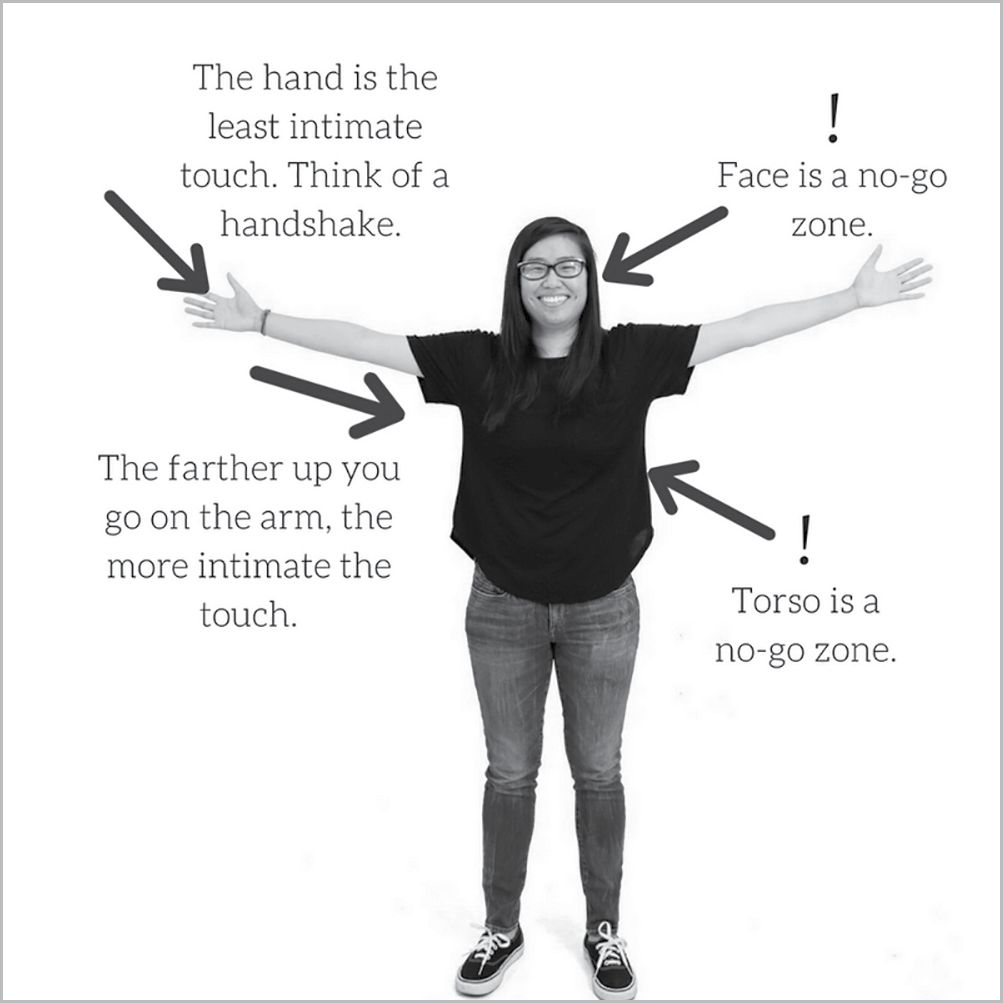 The hand is the
least intimate
touch. Think of a
handshake.
!
Face is a no-go
zone.
The farther up you
go on the arm, the
more intimate the
touch.
!
Torso is a
no-go zone.